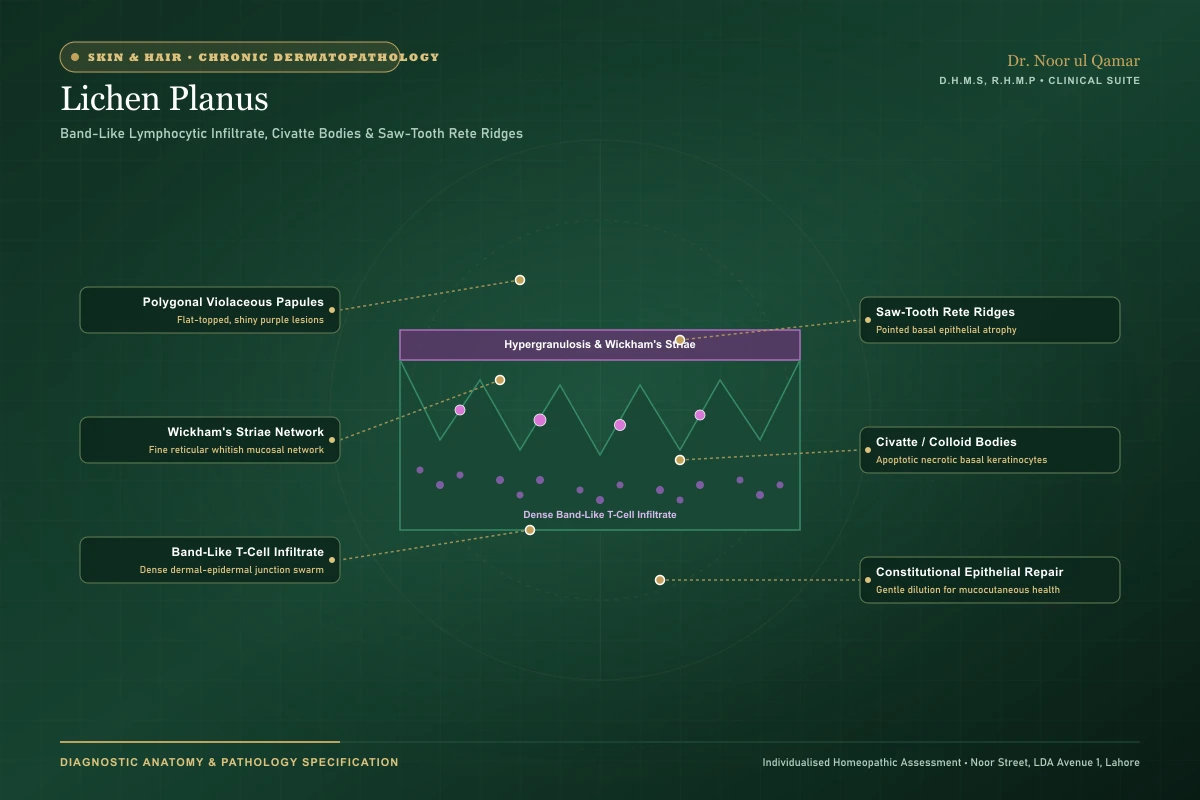 SKIN & HAIR • CHRONIC DERMATOPATHOLOGY
Lichen Planus
Band-Like Lymphocytic Infiltrate, Civatte Bodies & Saw-Tooth Rete Ridges
Dr. Noor ul Qamar
D.H.M.S, R.H.M.P • CLINICAL SUITE
Polygonal Violaceous Papules
Flat-topped, shiny purple lesions
Wickham's Striae Network
Fine reticular whitish mucosal network
Band-Like T-Cell Infiltrate
Dense dermal-epidermal junction swarm
Hypergranulosis & Wickham's Striae
Dense Band-Like T-Cell Infiltrate
Saw-Tooth Rete Ridges
Pointed basal epithelial atrophy
Civatte / Colloid Bodies
Apoptotic necrotic basal keratinocytes
Constitutional Epithelial Repair
Gentle dilution for mucocutaneous health
DIAGNOSTIC ANATOMY & PATHOLOGY SPECIFICATION
Individualised Homeopathic Assessment • Noor Street, LDA Avenue 1, Lahore